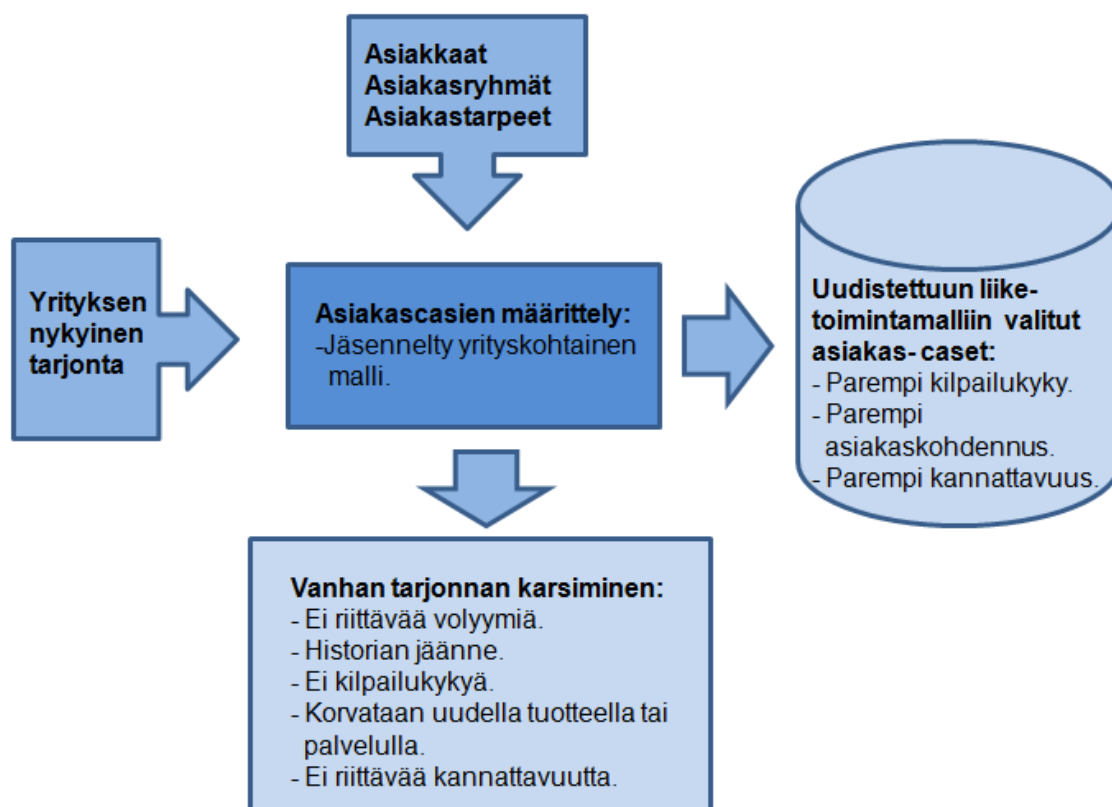 Asiakkaat
Asiakasryhmät
Asiakastarpeet
Yrityksen
nykyinen
tarjonta
Asiakascasien määrittely:
-Jäsennelty yrityskohtainen
malli.
Uudistettuun liike-
toimintamalliin valitut
asiakas- caset:
- Parempi kilpailukyky.
- Parempi
asiakaskohdennus.
- Parempi kannattavuus.
Vanhan tarjonnan karsiminen:
- Ei riittävää volyymiä.
- Historian jäänne.
- Ei kilpailukykyä.
- Korvataan uudella tuotteella tai
palvelulla.
- Ei riittävää kannattavuutta.